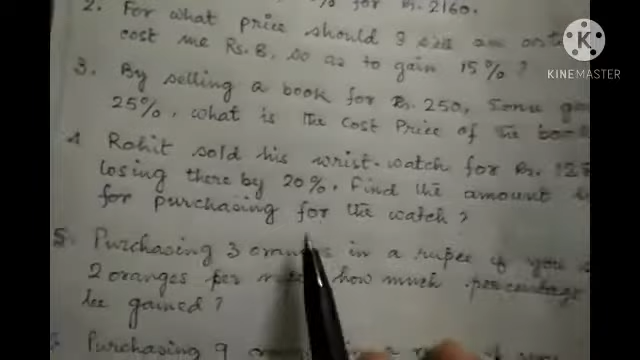 2. for Rs. 2160.
For what price should I sell an
cost me Rs. 8, so as to gain 15%?
3. By selling a book for Rs. 250, Sonu
25%, what is the cost Price of the
4 Rohit sold his wrist-watch for Rs.
losing there by 20%. Find the amount
for purchasing for the watch?
5. Purchasing 3 oranges in a rupee if you
2 oranges per how much percentage
be gained?
Purchasing 9
KINEMASTER